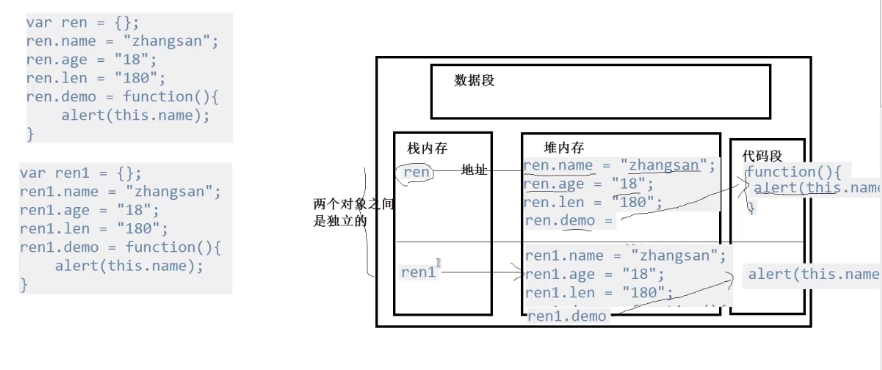 var ren = {};
ren.name = "zhangsan";
ren.age = "18";
ren.len = "180";
ren.demo = function(){
alert(this.name);
}
var ren1 = {};
ren1.name = "zhangsan";
ren1.age = "18";
ren1.len = "180";
ren1.demo = function(){
alert(this.name);
}
两个对象之间
是独立的
数据段
栈内存
ren
地址
堆内存
ren.name = "zhangsan";
ren.age = "18";
ren.len = "180";
ren.demo =
代码段
function(){
alert(this.name
}
ren1
ren1.name = "zhangsan";
ren1.age = "18";
ren1.len = "180";
ren1.demo
alert(this.name